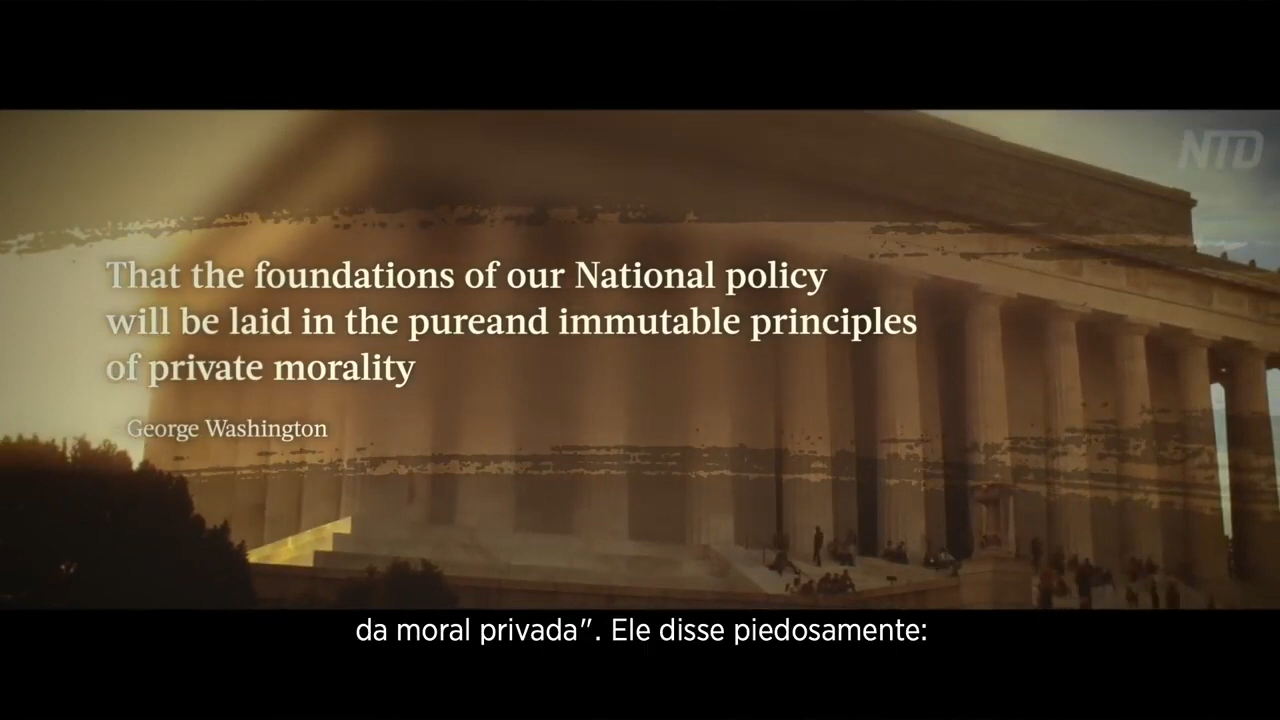 NTD
That the foundations of our National policy
will be laid in the pureand immutable principles
of private morality
- George Washington
da moral privada”. Ele disse piedosamente: